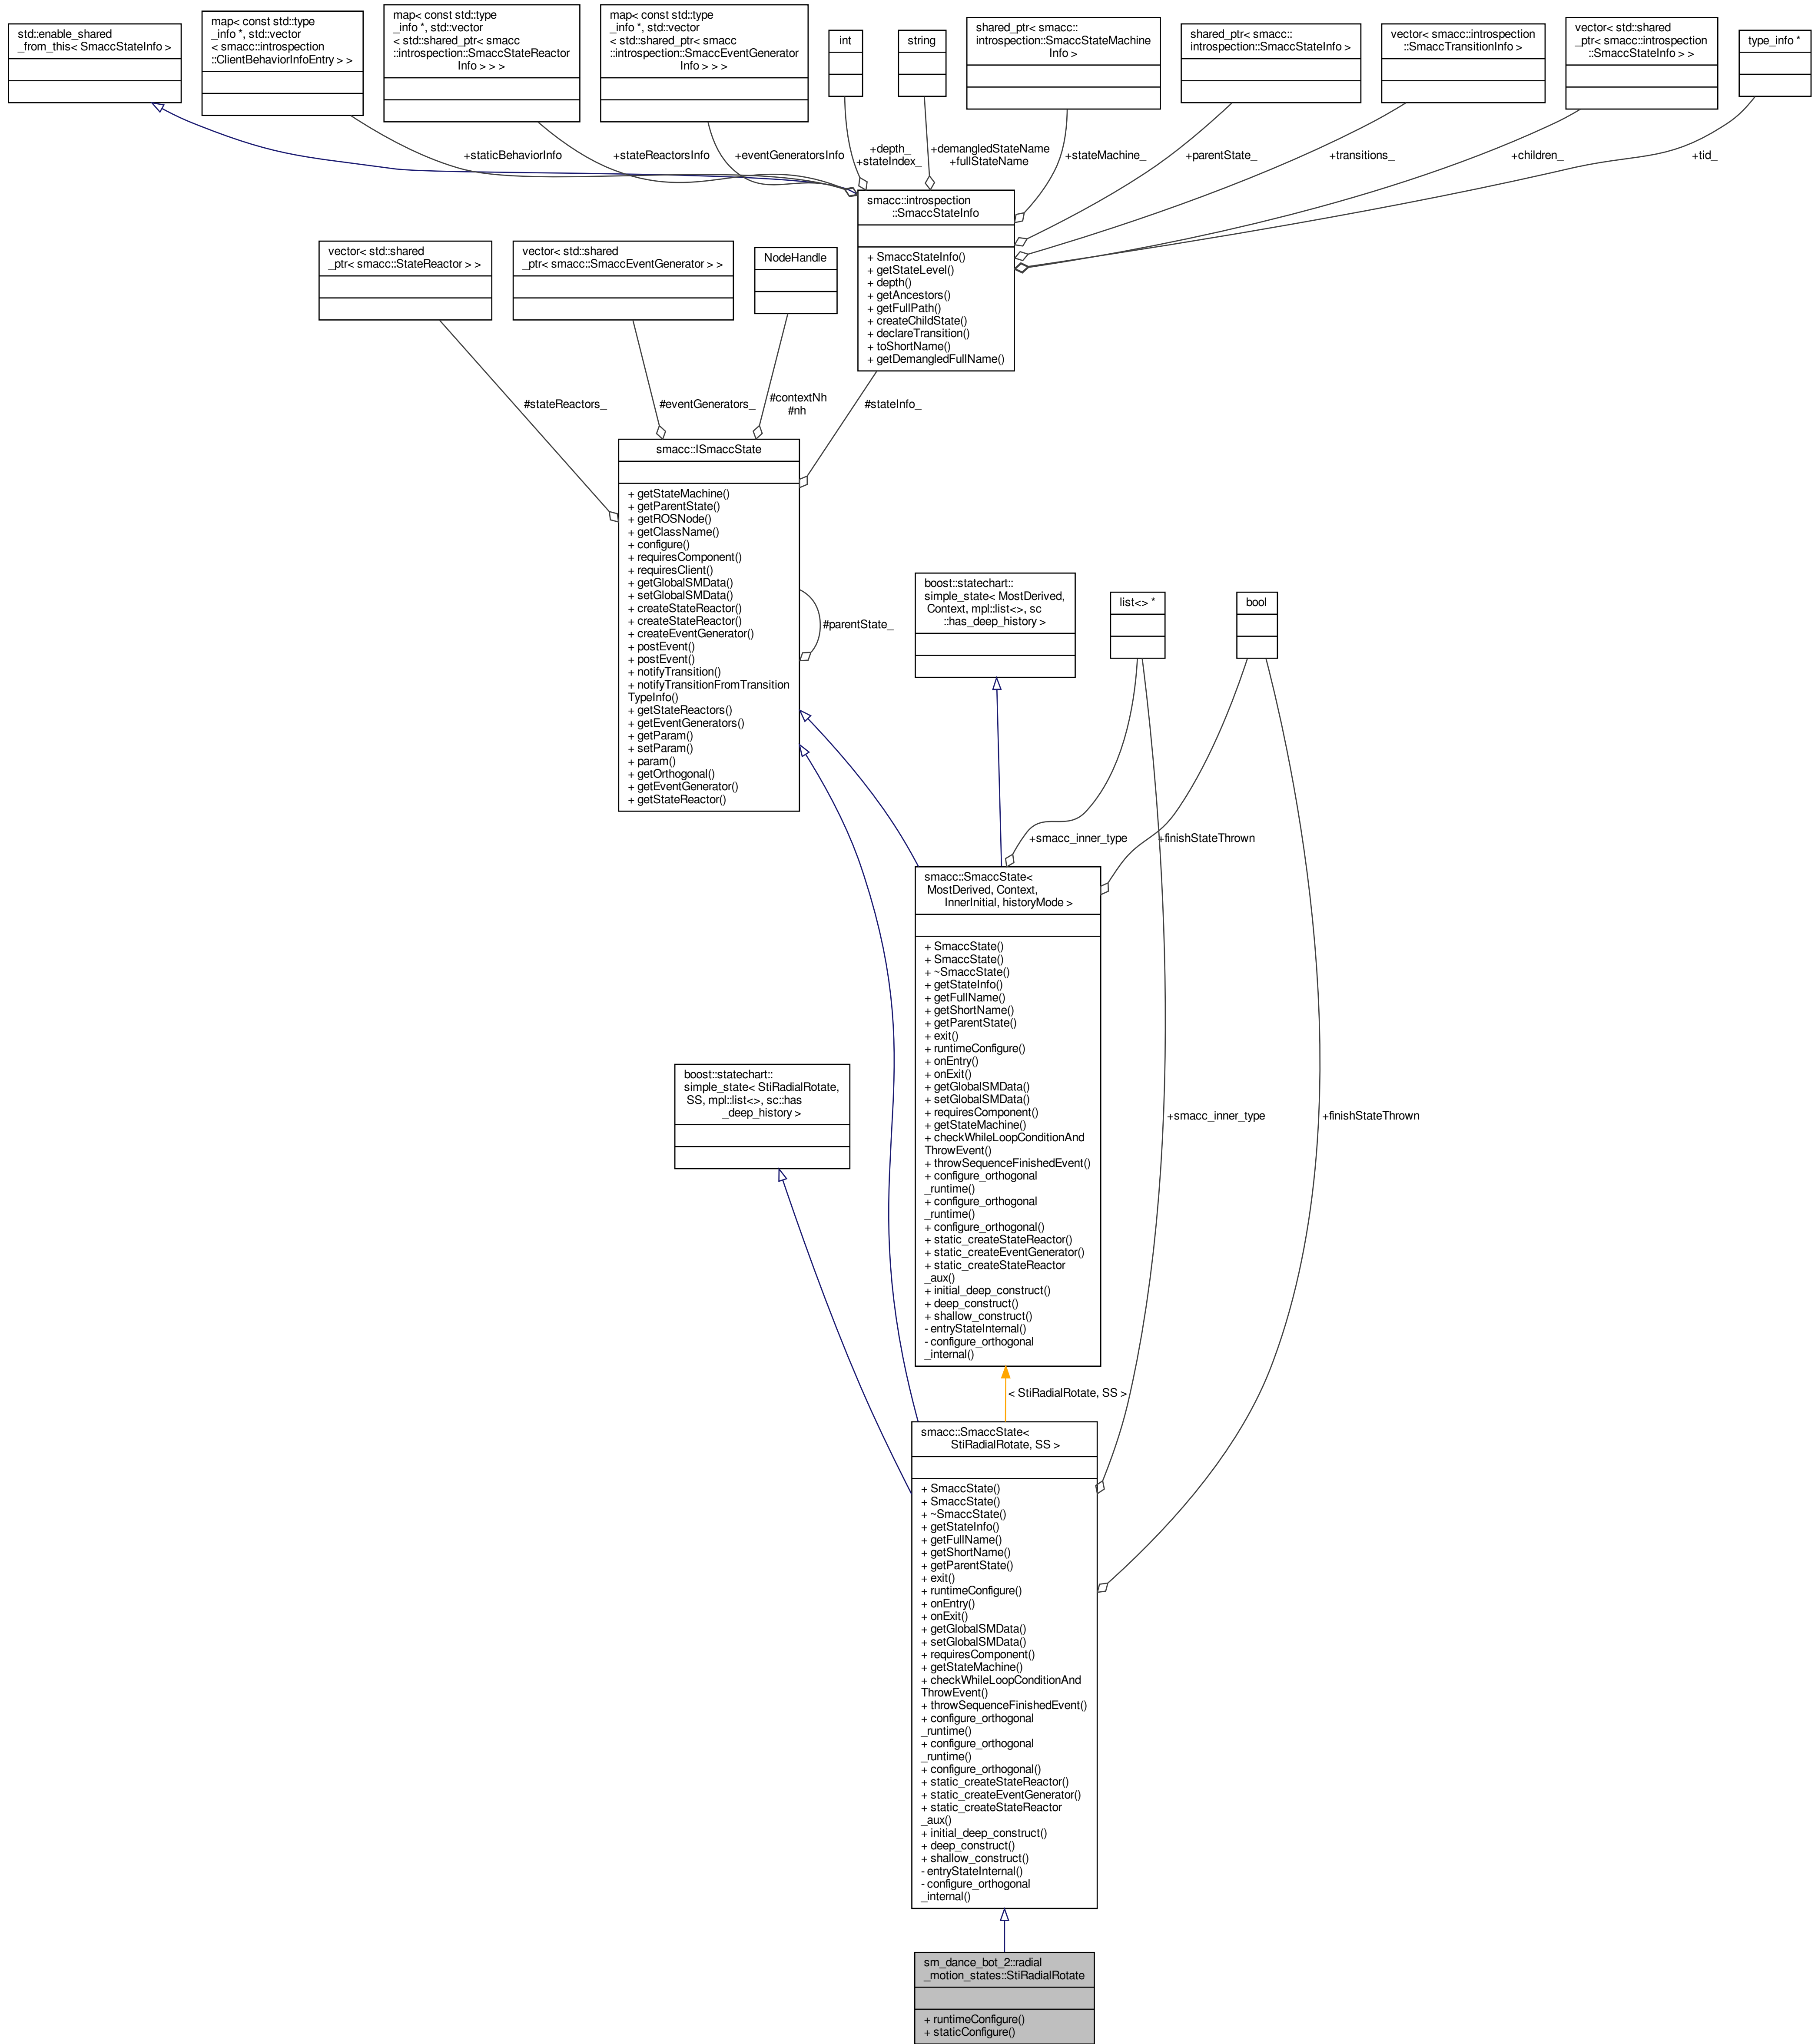 std::enable_shared
_from_this< SmaccStateInfo >
map< const std::type
_info *, std::vector
< smacc::introspection
::ClientBehaviorInfoEntry > >
map< const std::type
_info *, std::vector
< std::shared_ptr< smacc
::introspection::SmaccStateReactor
Info > > >
map< const std::type
_info *, std::vector
< std::shared_ptr< smacc
::introspection::SmaccEventGenerator
Info > > >
int
string
shared_ptr< smacc::
introspection::SmaccStateMachine
Info >
shared_ptr< smacc::
introspection::SmaccStateInfo >
vector< smacc::introspection
::SmaccTransitionInfo >
vector< std::shared
_ptr< smacc::introspection
::SmaccStateInfo > >
type_info *
+staticBehaviorInfo
+stateReactorsInfo
+eventGeneratorsInfo
+depth_
+stateIndex_
+demangledStateName
+fullStateName
+stateMachine_
+parentState_
+transitions_
+children_
+tid_
smacc::introspection
::SmaccStateInfo
+ SmaccStateInfo()
+ getStateLevel()
+ depth()
+ getAncestors()
+ getFullPath()
+ createChildState()
+ declareTransition()
+ toShortName()
+ getDemangledFullName()
vector< std::shared
_ptr< smacc::StateReactor > >
vector< std::shared
_ptr< smacc::SmaccEventGenerator > >
NodeHandle
#stateReactors_
#eventGenerators_
#contextNh
#nh
#stateInfo_
smacc::ISmaccState
+ getStateMachine()
+ getParentState()
+ getROSNode()
+ getClassName()
+ configure()
+ requiresComponent()
+ requiresClient()
+ getGlobalSMData()
+ setGlobalSMData()
+ createStateReactor()
+ createStateReactor()
+ createEventGenerator()
+ postEvent()
+ postEvent()
+ notifyTransition()
+ notifyTransitionFromTransition
TypeInfo()
+ getStateReactors()
+ getEventGenerators()
+ getParam()
+ setParam()
+ param()
+ getOrthogonal()
+ getEventGenerator()
+ getStateReactor()
#parentState_
boost::statechart::
simple_state< MostDerived,
Context, mpl::list<>, sc
::has_deep_history >
list<> *
bool
+smacc_inner_type
+finishStateThrown
smacc::SmaccState<
MostDerived, Context,
InnerInitial, historyMode >
+ SmaccState()
+ SmaccState()
+ ~SmaccState()
+ getStateInfo()
+ getFullName()
+ getShortName()
+ getParentState()
+ exit()
+ runtimeConfigure()
+ onEntry()
+ onExit()
+ getGlobalSMData()
+ setGlobalSMData()
+ requiresComponent()
+ getStateMachine()
+ checkWhileLoopConditionAnd
ThrowEvent()
+ throwSequenceFinishedEvent()
+ configure_orthogonal
_runtime()
+ configure_orthogonal
_runtime()
+ configure_orthogonal()
+ static_createStateReactor()
+ static_createEventGenerator()
+ static_createStateReactor
_aux()
+ initial_deep_construct()
+ deep_construct()
+ shallow_construct()
- entryStateInternal()
- configure_orthogonal
_internal()
boost::statechart::
simple_state< StiRadialRotate,
SS, mpl::list<>, sc::has
_deep_history >
+smacc_inner_type
+finishStateThrown
< StiRadialRotate, SS >
smacc::SmaccState<
StiRadialRotate, SS >
+ SmaccState()
+ SmaccState()
+ ~SmaccState()
+ getStateInfo()
+ getFullName()
+ getShortName()
+ getParentState()
+ exit()
+ runtimeConfigure()
+ onEntry()
+ onExit()
+ getGlobalSMData()
+ setGlobalSMData()
+ requiresComponent()
+ getStateMachine()
+ checkWhileLoopConditionAnd
ThrowEvent()
+ throwSequenceFinishedEvent()
+ configure_orthogonal
_runtime()
+ configure_orthogonal
_runtime()
+ configure_orthogonal()
+ static_createStateReactor()
+ static_createEventGenerator()
+ static_createStateReactor
_aux()
+ initial_deep_construct()
+ deep_construct()
+ shallow_construct()
- entryStateInternal()
- configure_orthogonal
_internal()
sm_dance_bot_2::radial
_motion_states::StiRadialRotate
+ runtimeConfigure()
+ staticConfigure()